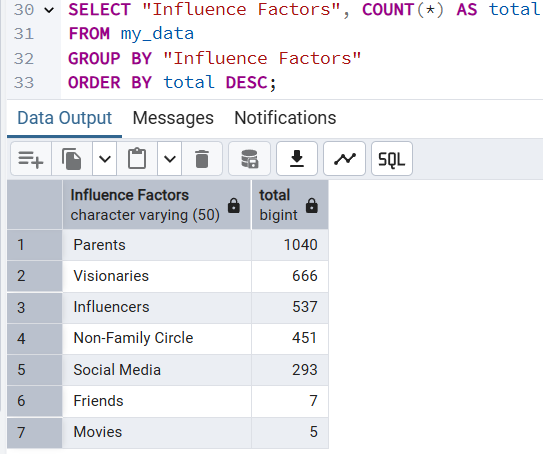 30 SELECT "Influence Factors", COUNT(*) AS total
31 FROM my_data
32 GROUP BY "Influence Factors"
33 ORDER BY total DESC;
Data Output Messages Notifications
SQL
Influence Factors total
character varying (50) bigint
1 Parents 1040
2 Visionaries 666
3 Influencers 537
4 Non-Family Circle 451
5 Social Media 293
6 Friends 7
7 Movies 5